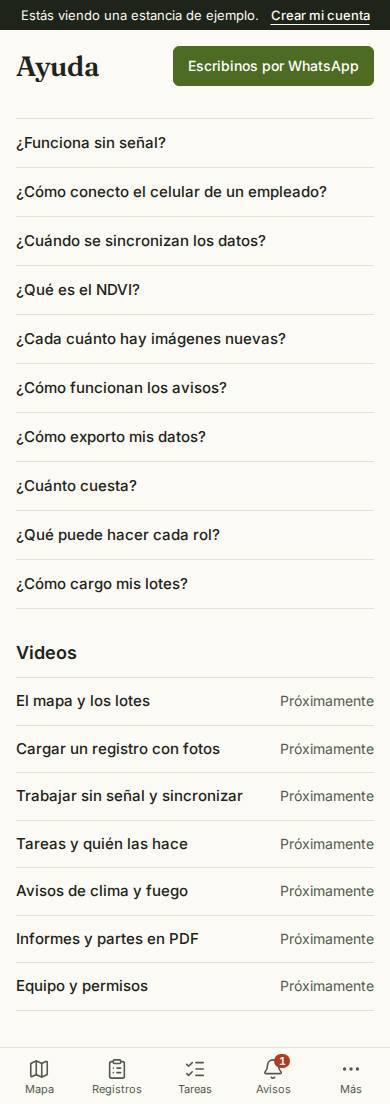 Estás viendo una estancia de ejemplo. Crear mi cuenta
Ayuda
Escribinos por WhatsApp
¿Funciona sin señal?
¿Cómo conecto el celular de un empleado?
¿Cuándo se sincronizan los datos?
¿Qué es el NDVI?
¿Cada cuánto hay imágenes nuevas?
¿Cómo funcionan los avisos?
¿Cómo exporto mis datos?
¿Cuánto cuesta?
¿Qué puede hacer cada rol?
¿Cómo cargo mis lotes?
Videos
El mapa y los lotes Próximamente
Cargar un registro con fotos Próximamente
Trabajar sin señal y sincronizar Próximamente
Tareas y quién las hace Próximamente
Avisos de clima y fuego Próximamente
Informes y partes en PDF Próximamente
Equipo y permisos Próximamente
1
Mapa Registros Tareas Avisos Más